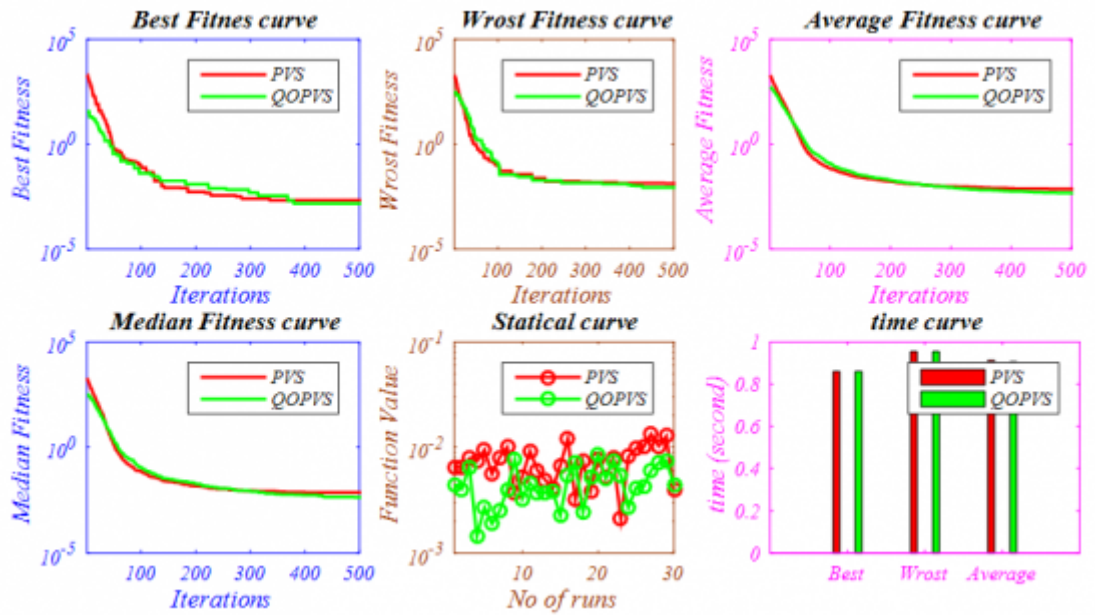 Best Fitnes curve
Wrost Fitness curve
Average Fitness curve
10^5
10^0
10^-5
Best Fitness
PVS
QOPVS
100 200 300 400 500
Iterations
10^5
10^0
10^-5
Wrost Fitness
PVS
QOPVS
100 200 300 400 500
Iterations
10^5
10^0
10^-5
Average Fitness
PVS
QOPVS
100 200 300 400 500
Iterations
Median Fitness curve
Statical curve
time curve
10^5
10^0
10^-5
Median Fitness
PVS
QOPVS
100 200 300 400 500
Iterations
10^-1
10^-2
10^-3
Function Value
PVS
QOPVS
10 20 30
No of runs
1
0.8
0.6
0.4
0.2
0
time (second)
PVS
QOPVS
Best Wrost Average